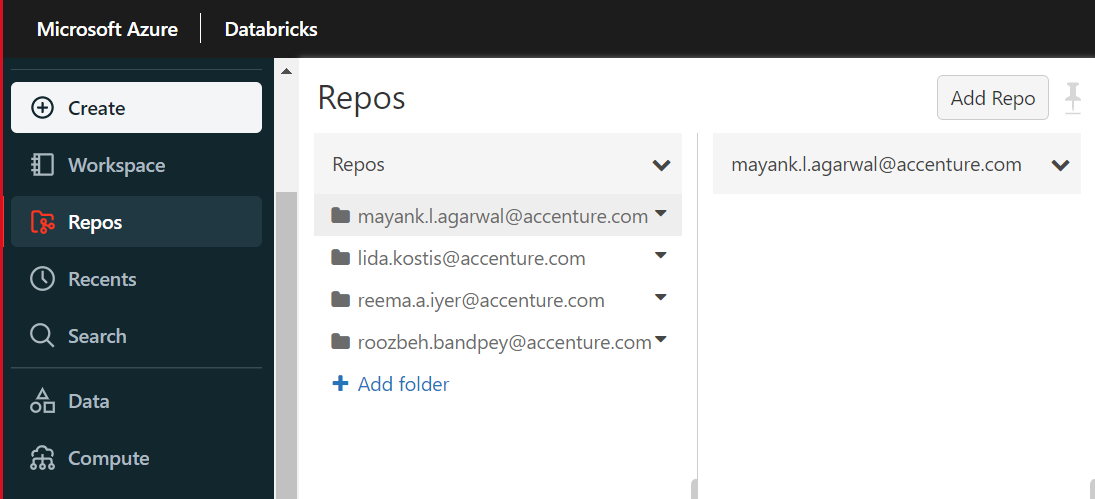 Microsoft Azure Databricks
Create
Workspace
Repos
Recents
Search
Data
Compute
Repos
Add Repo
Repos
mayank.l.agarwal@accenture.com
lida.kostis@accenture.com
reema.a.iyer@accenture.com
roozbeh.bandpey@accenture.com
Add folder
mayank.l.agarwal@accenture.com